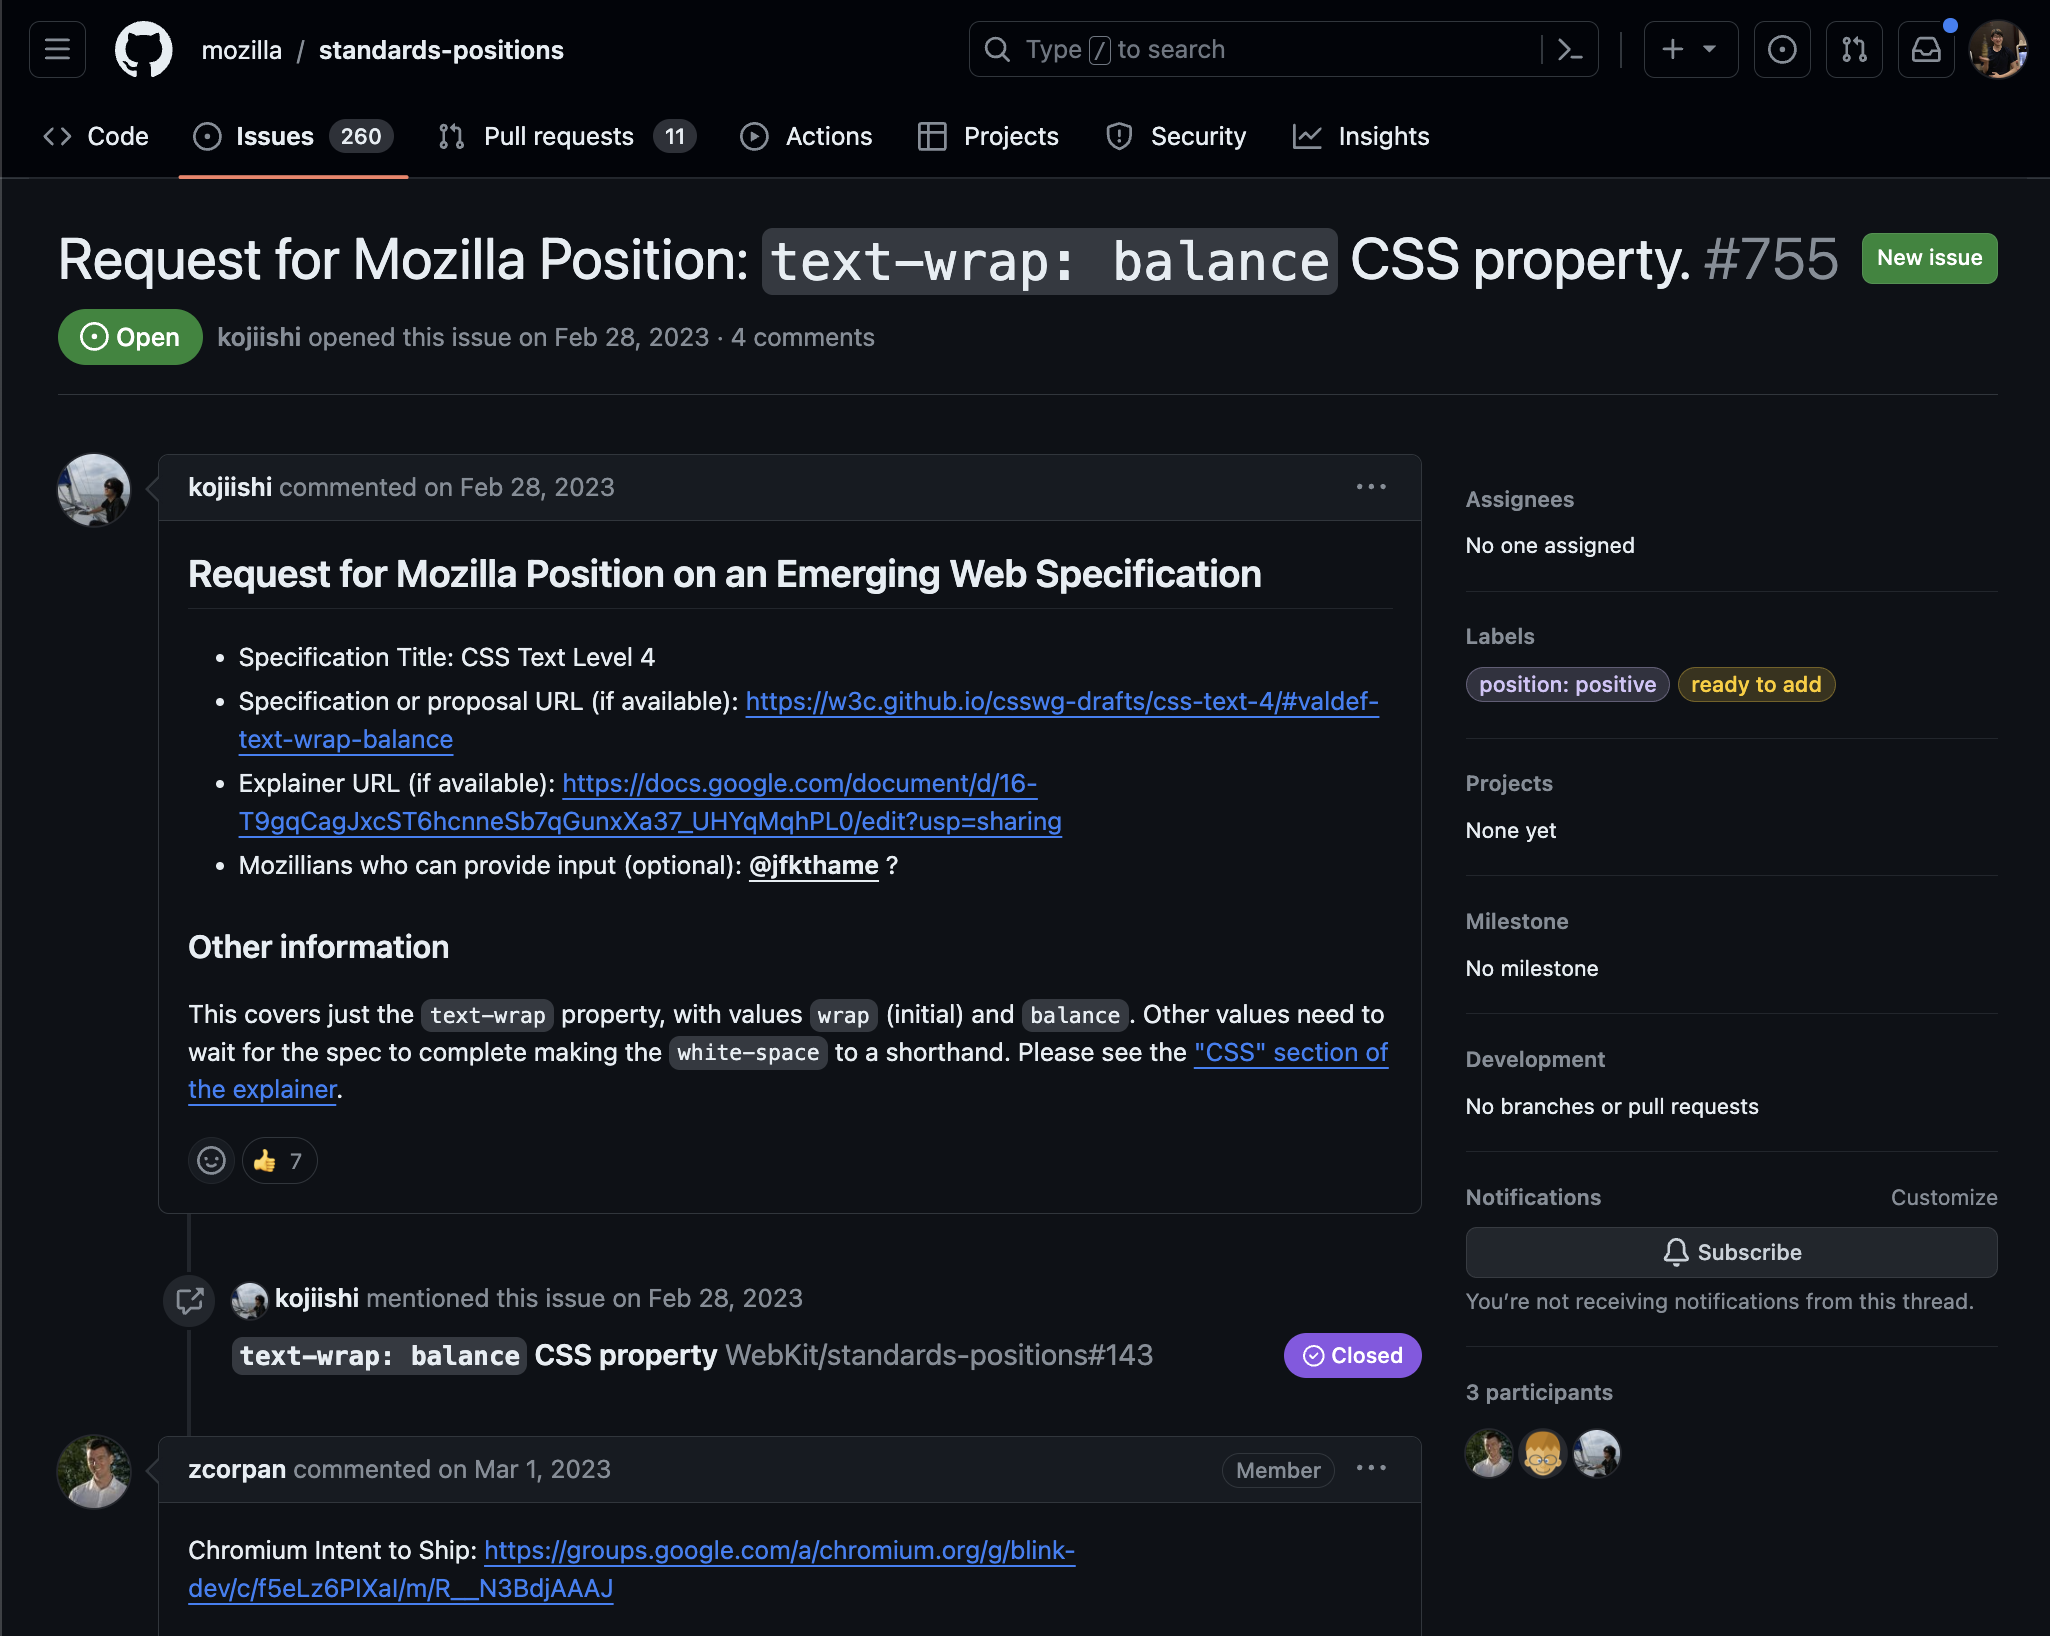 mozilla / standards-positions
Type / to search
Code
Issues 260
Pull requests 11
Actions
Projects
Security
Insights
Request for Mozilla Position: text-wrap: balance CSS property. #755
New issue
Open
kojiishi opened this issue on Feb 28, 2023 · 4 comments
kojiishi commented on Feb 28, 2023
Request for Mozilla Position on an Emerging Web Specification
• Specification Title: CSS Text Level 4
• Specification or proposal URL (if available): https://w3c.github.io/csswg-drafts/css-text-4/#valdef-
text-wrap-balance
• Explainer URL (if available): https://docs.google.com/document/d/16-
T9gqCagJxcST6hcnneSb7qGunxXa37_UHYqMqhPL0/edit?usp=sharing
• Mozillians who can provide input (optional): @jfkthame ?
Other information
This covers just the text-wrap property, with values wrap (initial) and balance. Other values need to
wait for the spec to complete making the white-space to a shorthand. Please see the "CSS" section of
the explainer.
7
kojiishi mentioned this issue on Feb 28, 2023
text-wrap: balance CSS property WebKit/standards-positions#143
Closed
zcorpan commented on Mar 1, 2023
Member
Chromium Intent to Ship: https://groups.google.com/a/chromium.org/g/blink-
dev/c/f5eLz6PIXaI/m/R__N3BdjAAAJ
Assignees
No one assigned
Labels
position: positive
ready to add
Projects
None yet
Milestone
No milestone
Development
No branches or pull requests
Notifications
Customize
Subscribe
You’re not receiving notifications from this thread.
3 participants